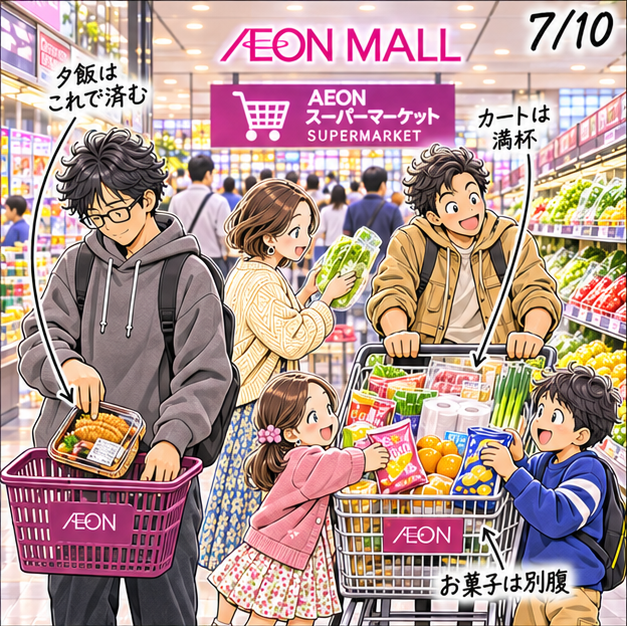 ÆON MALL
7/10
AEON
スーパーマーケット
SUPERMARKET
夕飯は
これで済む
カートは
満杯
ÆON
ÆON
お菓子は別腹